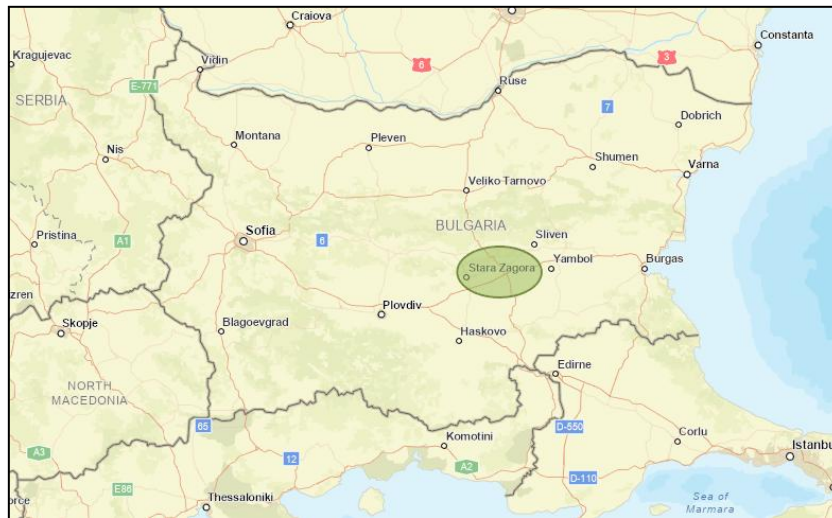 Craiova
Constanta
Kragujevac
Vidin
6
3
E-771
Ruse
SERBIA
7
Dobrich
Montana
Pleven
Nis
Shumen
Varna
Veliko Tarnovo
Pristina
A1
Sofia
6
BULGARIA
Sliven
Stara Zagora
Yambol
Burgas
zren
Plovdiv
Skopje
Blagoevgrad
Haskovo
Edirne
NORTH
MACEDONIA
65
D-550
Corlu
Komotini
A3
12
A2
Istanbu
D-110
E86
Thessaloniki
Sea of
Marmara
orce